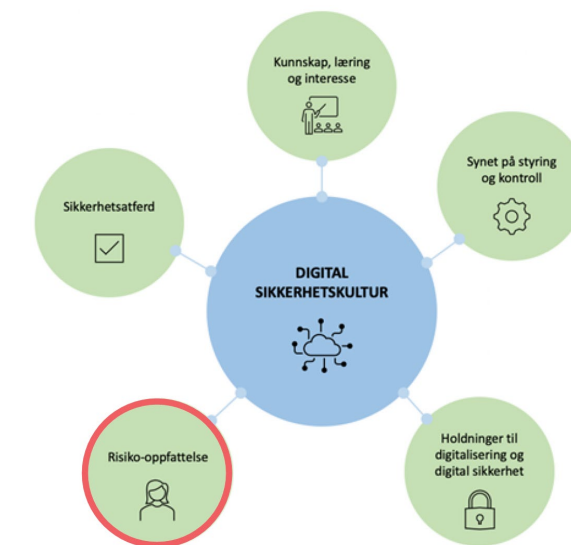 Kunnskap, læring
og interesse
Synet på styring
og kontroll
Sikkerhetsatferd
DIGITAL
SIKKERHETSKULTUR
Risiko-oppfattelse
Holdninger til
digitalisering og
digital sikkerhet